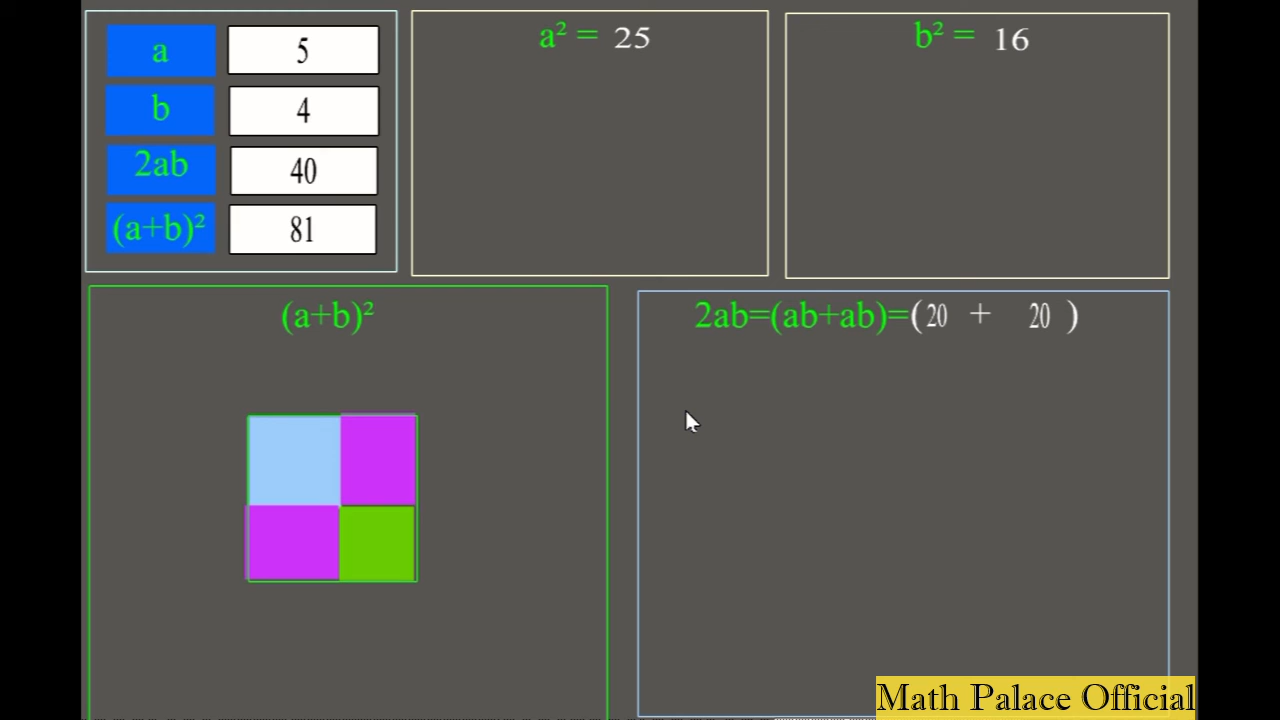 a 5
b 4
2ab 40
(a+b)² 81
a² = 25
b² = 16
(a+b)²
2ab=(ab+ab)=(20 + 20 )
Math Palace Official